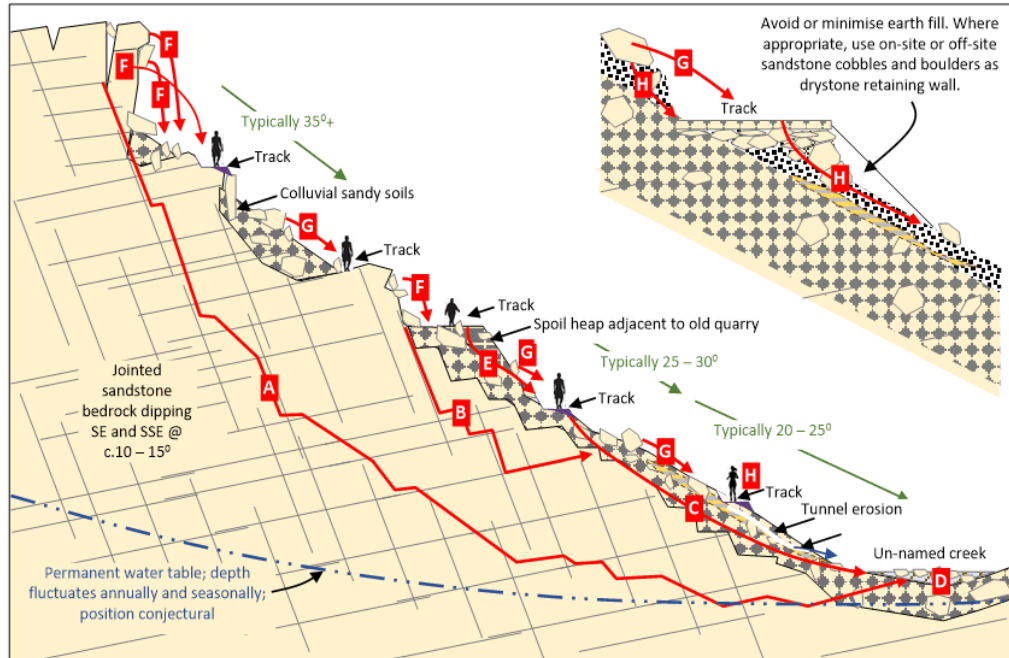 Avoid or minimise earth fill. Where
appropriate, use on-site or off-site
sandstone cobbles and boulders as
drystone retaining wall.
F
F
F
G
H
Track
H
Typically 35⁰+
Track
Colluvial sandy soils
G
Track
F
Track
Spoil heap adjacent to old quarry
E
G
Typically 25 – 30⁰
Track
Jointed
sandstone
bedrock dipping
SE and SSE @
c.10 – 15⁰
A
B
Typically 20 – 25⁰
G
H
Track
C
Tunnel erosion
Un-named creek
D
Permanent water table; depth
fluctuates annually and seasonally;
position conjectural